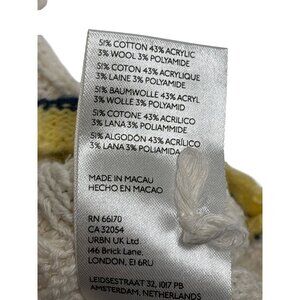 51% COTTON 43% ACRYLIC
3% WOOL 3% POLYAMIDE
51% COTON 43% ACRYLIQUE
3% LAINE 3% POLYAMIDE
51% BAUMWOLLE 43% ACRYL
3% WOLLE 3% POLYAMID
51% COTONE 43% ACRILICO
3% LANA 3% POLIAMMIDE
51% ALGODÓN 43% ACRÍLICO
3% LANA 3% POLIAMIDA
MADE IN MACAU
HECHO EN MACAO
RN 66170
CA 32054
URBN UK Ltd
146 Brick Lane,
LONDON, E1 6RU
LEIDSESTRAAT 32, 1017 PB
AMSTERDAM, NETHERLANDS